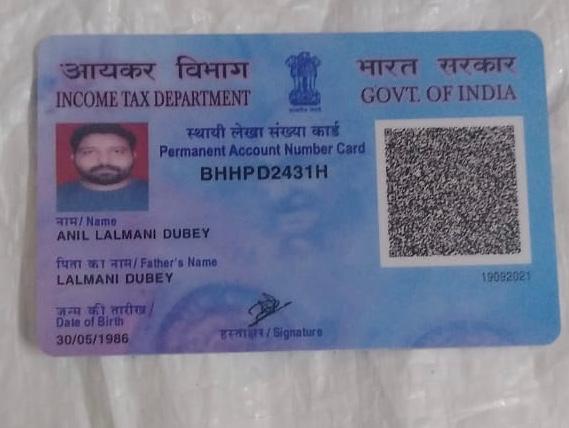 आयकर विभाग
INCOME TAX DEPARTMENT
भारत सरकार
GOVT. OF INDIA
स्थायी लेखा संख्या कार्ड
Permanent Account Number Card
BHHPD2431H
नाम/ Name
ANIL LALMANI DUBEY
पिता का नाम/ Father's Name
LALMANI DUBEY
19092021
जन्म की तारीख/
Date of Birth
30/05/1986
हस्ताक्षर/ Signature